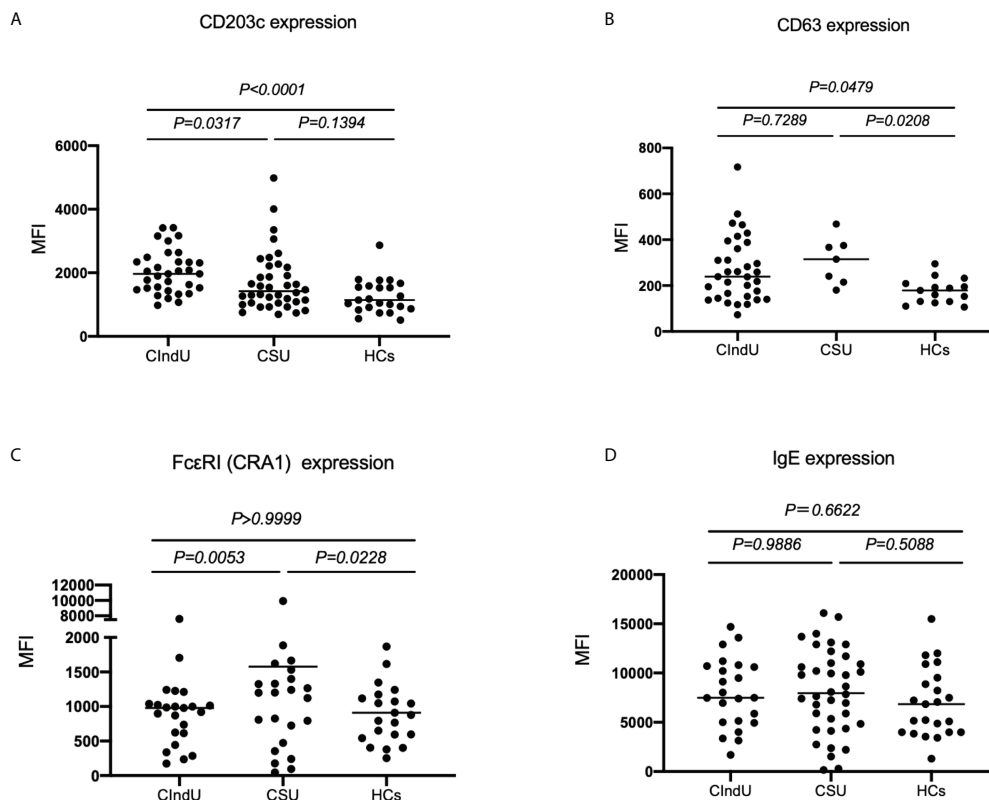 A
CD203c expression
P<0.0001
P=0.0317
P=0.1394
MFI
6000
4000
2000
0
CIndU
CSU
HCs
B
CD63 expression
P=0.0479
P=0.7289
P=0.0208
MFI
800
600
400
200
0
CIndU
CSU
HCs
C
FcεRI (CRA1) expression
P>0.9999
P=0.0053
P=0.0228
MFI
12000
10000
8000
2000
1500
1000
500
0
CIndU
CSU
HCs
D
IgE expression
P=0.6622
P=0.9886
P=0.5088
MFI
20000
15000
10000
5000
0
CIndU
CSU
HCs